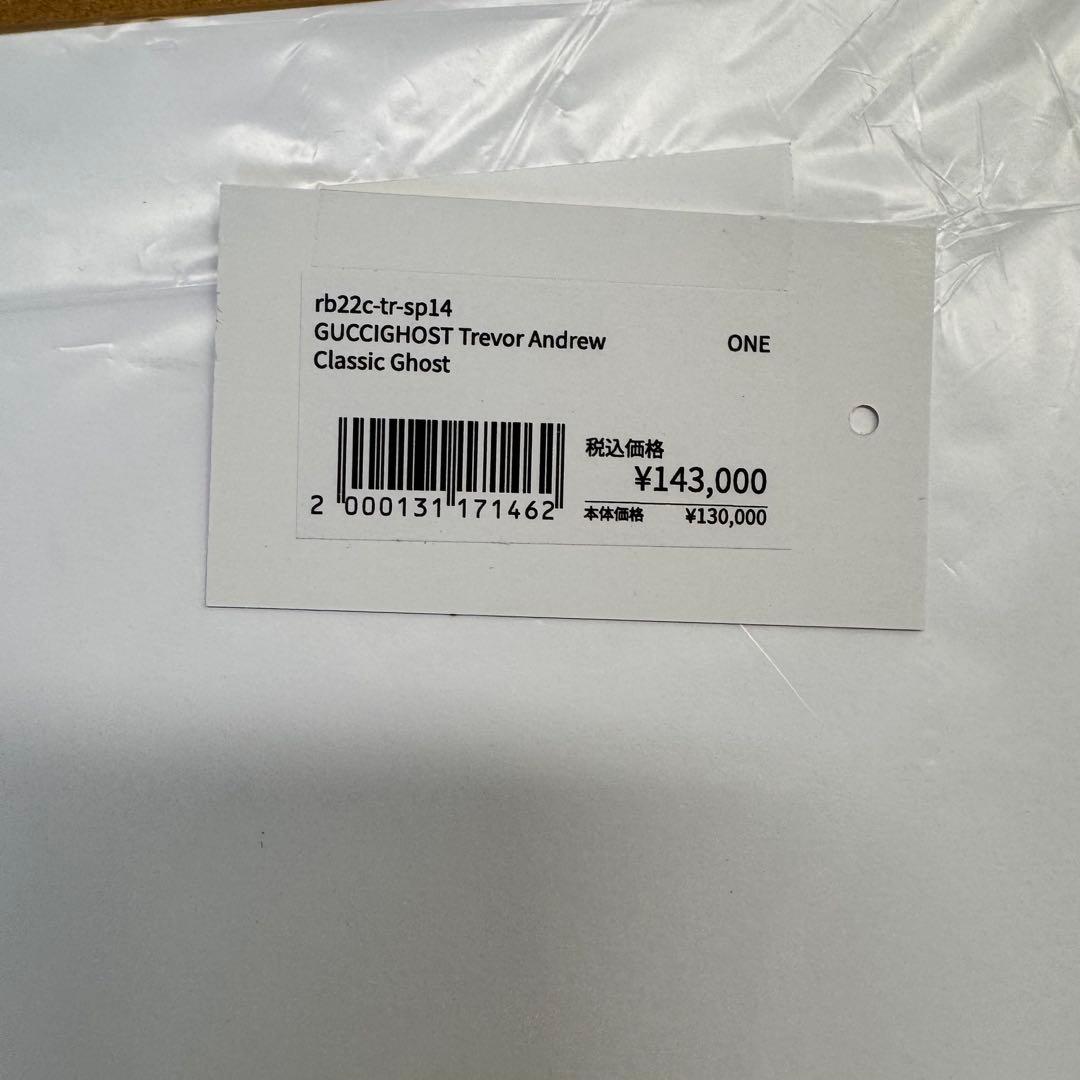 rb22c-tr-sp14
GUCCIGHOST Trevor Andrew
Classic Ghost
ONE
2 000131 171462
税込価格
¥143,000
本体価格 ¥130,000